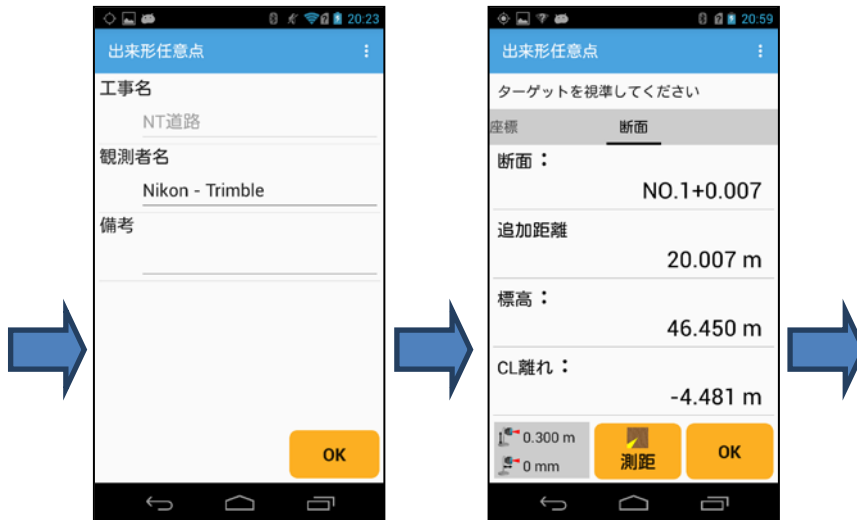 20:23
出来形任意点
工事名
NT道路
観測者名
Nikon - Trimble
備考
OK
20:59
出来形任意点
ターゲットを視準してください
座標 断面
断面：
NO.1+0.007
追加距離
20.007 m
標高：
46.450 m
CL離れ：
-4.481 m
0.300 m
0 mm
測距
OK